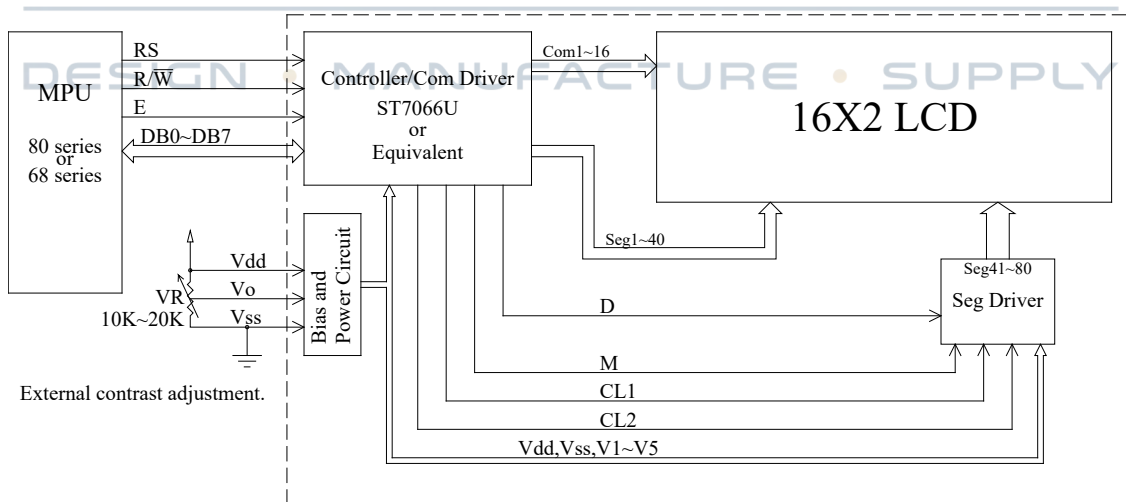 DESIGN • MANUFACTURE • SUPPLY
MPU
80 series
or
68 series
RS
R/W̅
E
DB0~DB7
Controller/Com Driver
ST7066U
or
Equivalent
Com1~16
16X2 LCD
Seg1~40
Seg41~80
Seg Driver
Bias and
Power Circuit
Vdd
Vo
Vss
VR
10K~20K
External contrast adjustment.
D
M
CL1
CL2
Vdd,Vss,V1~V5